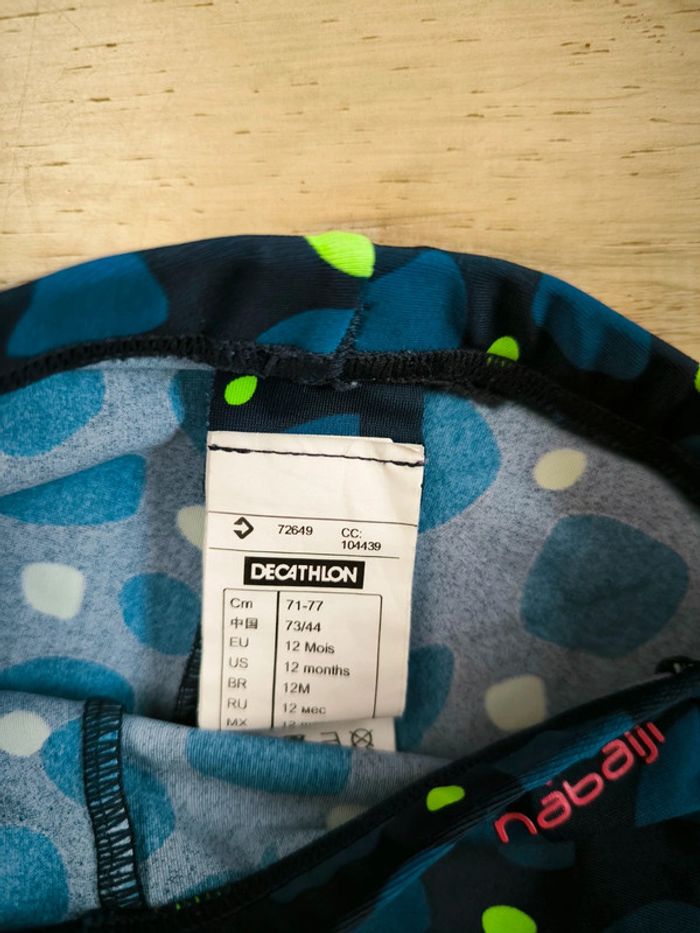 72649 CC:
104439
DECATHLON
Cm 71-77
中国 73/44
EU 12 Mois
US 12 months
BR 12M
RU 12 мес
MX
nabaiji